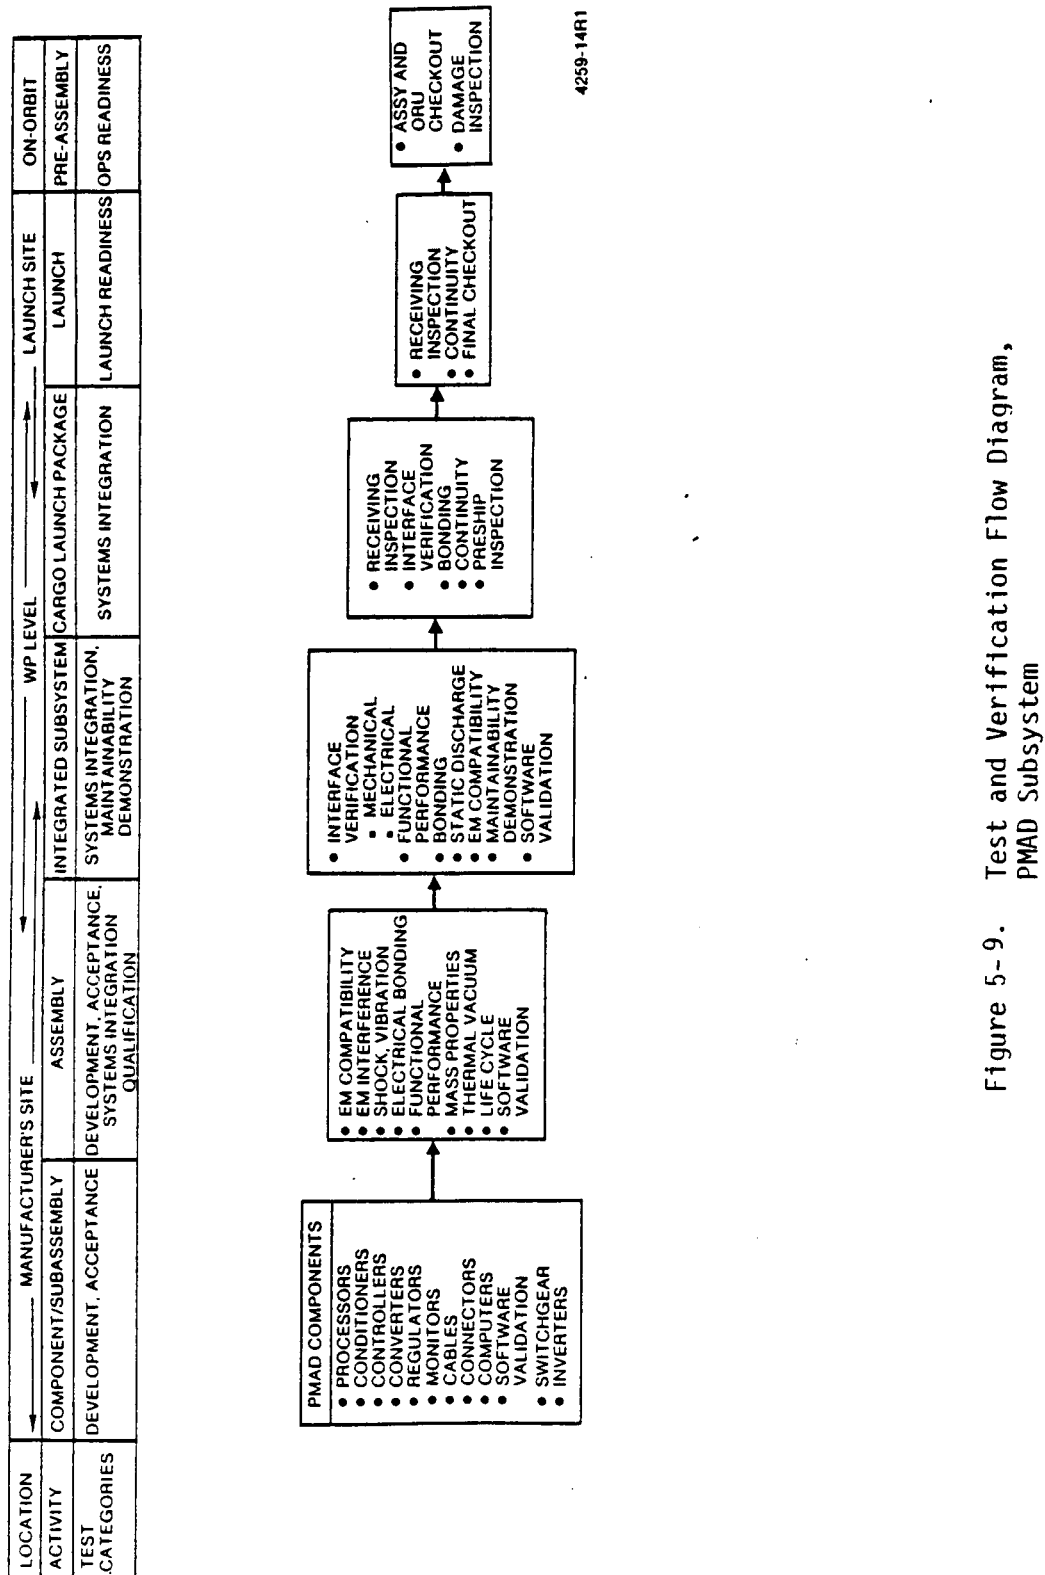 LOCATION
MANUFACTURER'S SITE
WP LEVEL
LAUNCH SITE
ON-ORBIT
ACTIVITY
COMPONENT/SUBASSEMBLY
ASSEMBLY
INTEGRATED SUBSYSTEM
CARGO LAUNCH PACKAGE
LAUNCH
PRE-ASSEMBLY
TEST
CATEGORIES
DEVELOPMENT, ACCEPTANCE
DEVELOPMENT, ACCEPTANCE,
SYSTEMS INTEGRATION
QUALIFICATION
SYSTEMS INTEGRATION,
MAINTAINABILITY
DEMONSTRATION
SYSTEMS INTEGRATION
LAUNCH READINESS
OPS READINESS
PMAD COMPONENTS
• PROCESSORS
• CONDITIONERS
• CONTROLLERS
• CONVERTERS
• REGULATORS
• MONITORS
• CABLES
• CONNECTORS
• COMPUTERS
• SOFTWARE
VALIDATION
• SWITCHGEAR
• INVERTERS
• EM COMPATIBILITY
• EM INTERFERENCE
• SHOCK, VIBRATION
• ELECTRICAL BONDING
• FUNCTIONAL
PERFORMANCE
• MASS PROPERTIES
• THERMAL VACUUM
• LIFE CYCLE
• SOFTWARE
VALIDATION
• INTERFACE
VERIFICATION
• MECHANICAL
• ELECTRICAL
• FUNCTIONAL
PERFORMANCE
• BONDING
• STATIC DISCHARGE
• EM COMPATIBILITY
• MAINTAINABILITY
DEMONSTRATION
• SOFTWARE
VALIDATION
• RECEIVING
INSPECTION
• INTERFACE
VERIFICATION
• BONDING
• CONTINUITY
• PRESHIP
INSPECTION
• RECEIVING
INSPECTION
• CONTINUITY
• FINAL CHECKOUT
• ASSY AND
ORU
CHECKOUT
• DAMAGE
INSPECTION
4259-14R1
Figure 5-9. Test and Verification Flow Diagram,
PMAD Subsystem